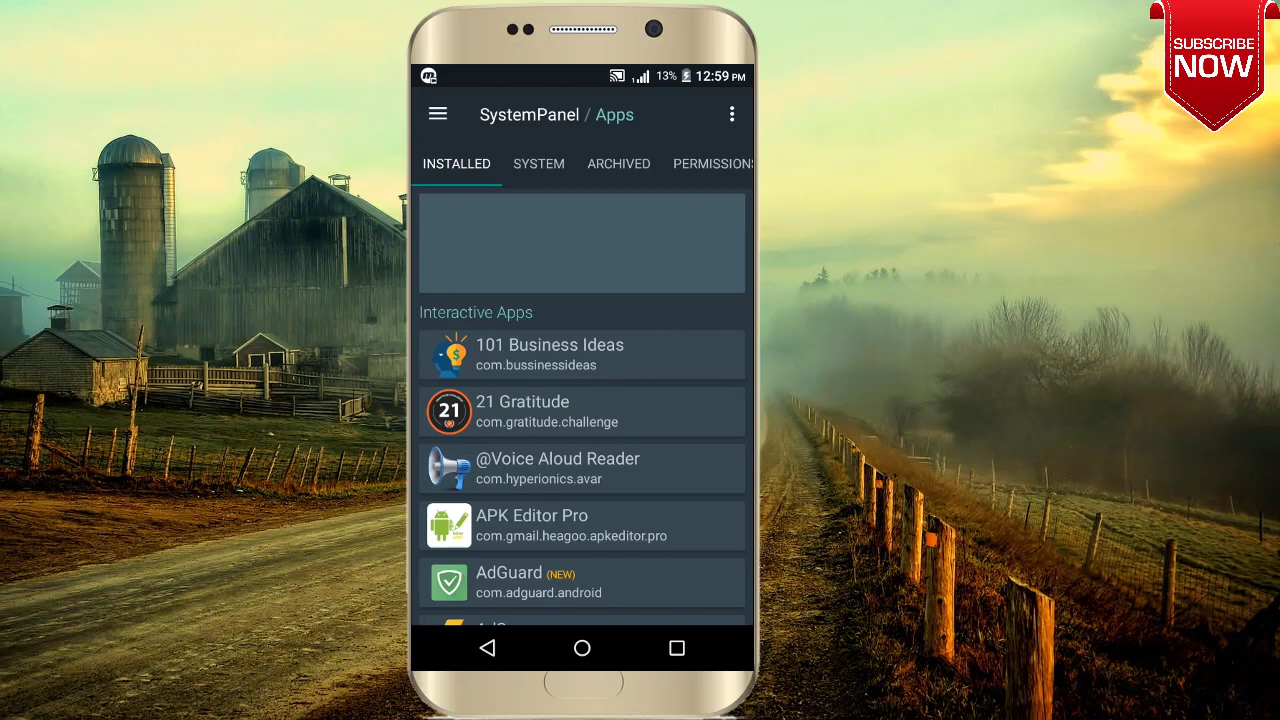 SUBSCRIBE
NOW
13% 12:59 PM
SystemPanel / Apps
INSTALLED SYSTEM ARCHIVED PERMISSIONS
Interactive Apps
101 Business Ideas
com.bussinessideas
21 Gratitude
com.gratitude.challenge
21
@Voice Aloud Reader
com.hyperionics.avar
APK Editor Pro
com.gmail.heagoo.apkeditor.pro
AdGuard (NEW)
com.adguard.android